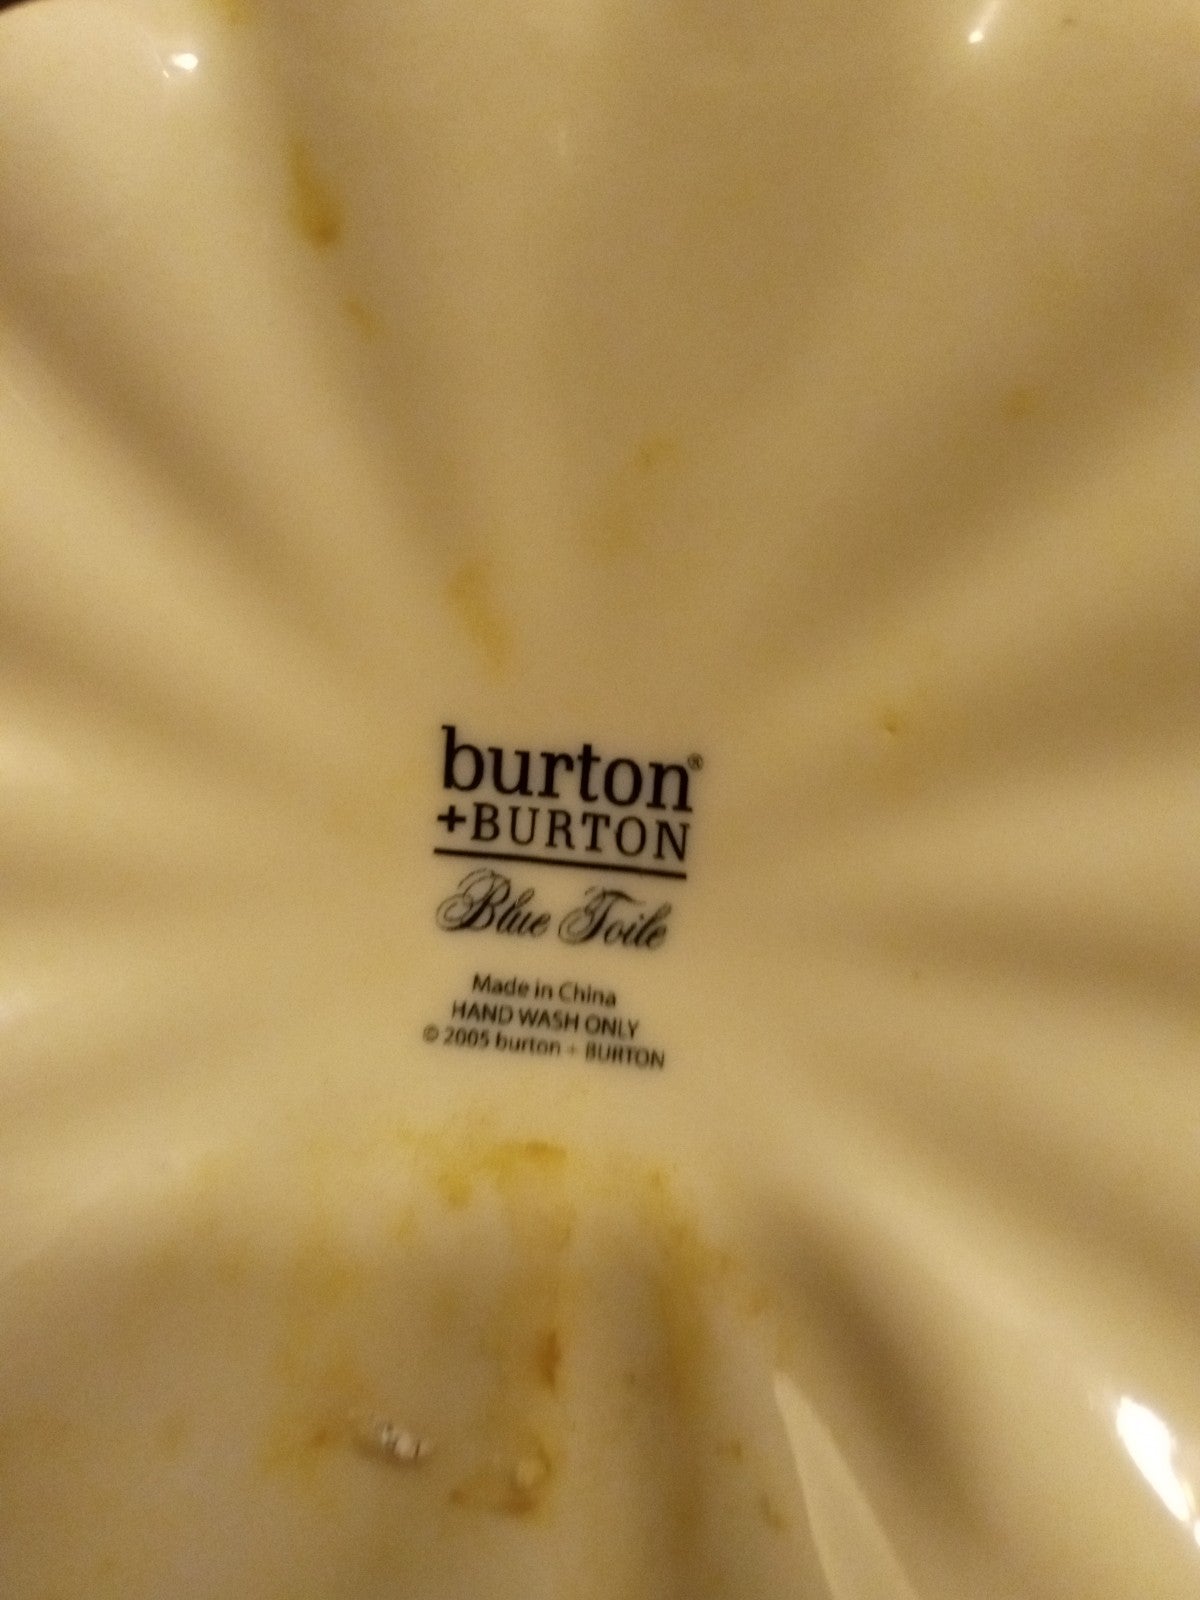 burton®
+BURTON
Blue Toile
Made in China
HAND WASH ONLY
© 2005 burton + BURTON